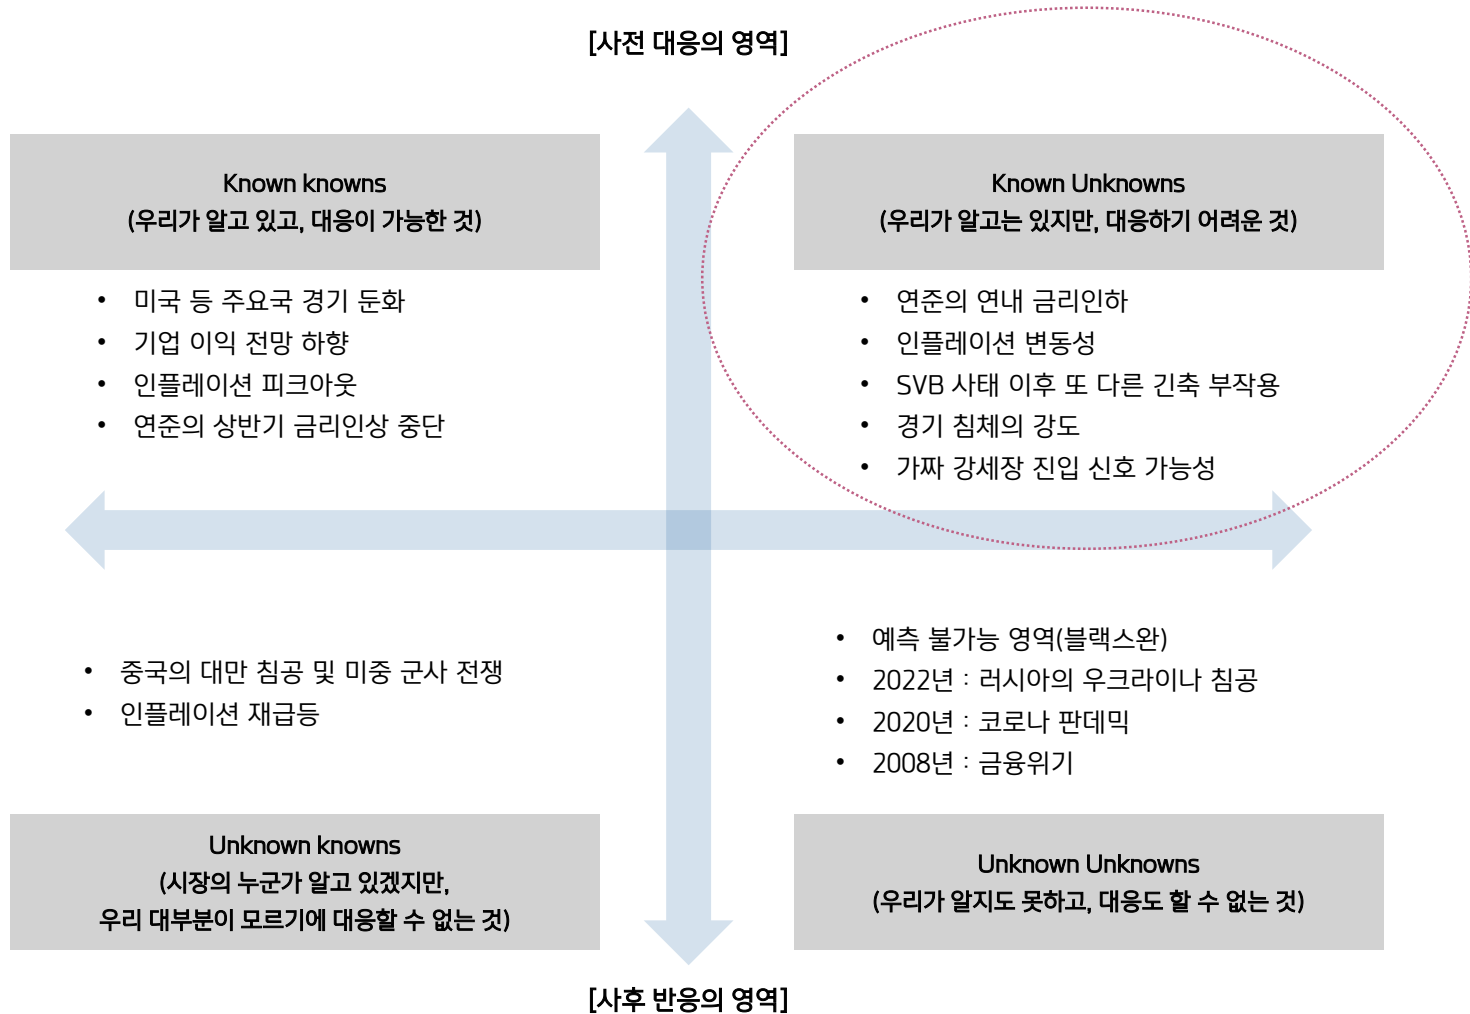 [사전 대응의 영역]
Known knowns
(우리가 알고 있고, 대응이 가능한 것)
• 미국 등 주요국 경기 둔화
• 기업 이익 전망 하향
• 인플레이션 피크아웃
• 연준의 상반기 금리인상 중단
Known Unknowns
(우리가 알고는 있지만, 대응하기 어려운 것)
• 연준의 연내 금리인하
• 인플레이션 변동성
• SVB 사태 이후 또 다른 긴축 부작용
• 경기 침체의 강도
• 가짜 강세장 진입 신호 가능성
• 중국의 대만 침공 및 미중 군사 전쟁
• 인플레이션 재급등
Unknown knowns
(시장의 누군가 알고 있겠지만,
우리 대부분이 모르기에 대응할 수 없는 것)
• 예측 불가능 영역(블랙스완)
• 2022년 : 러시아의 우크라이나 침공
• 2020년 : 코로나 판데믹
• 2008년 : 금융위기
Unknown Unknowns
(우리가 알지도 못하고, 대응도 할 수 없는 것)
[사후 반응의 영역]